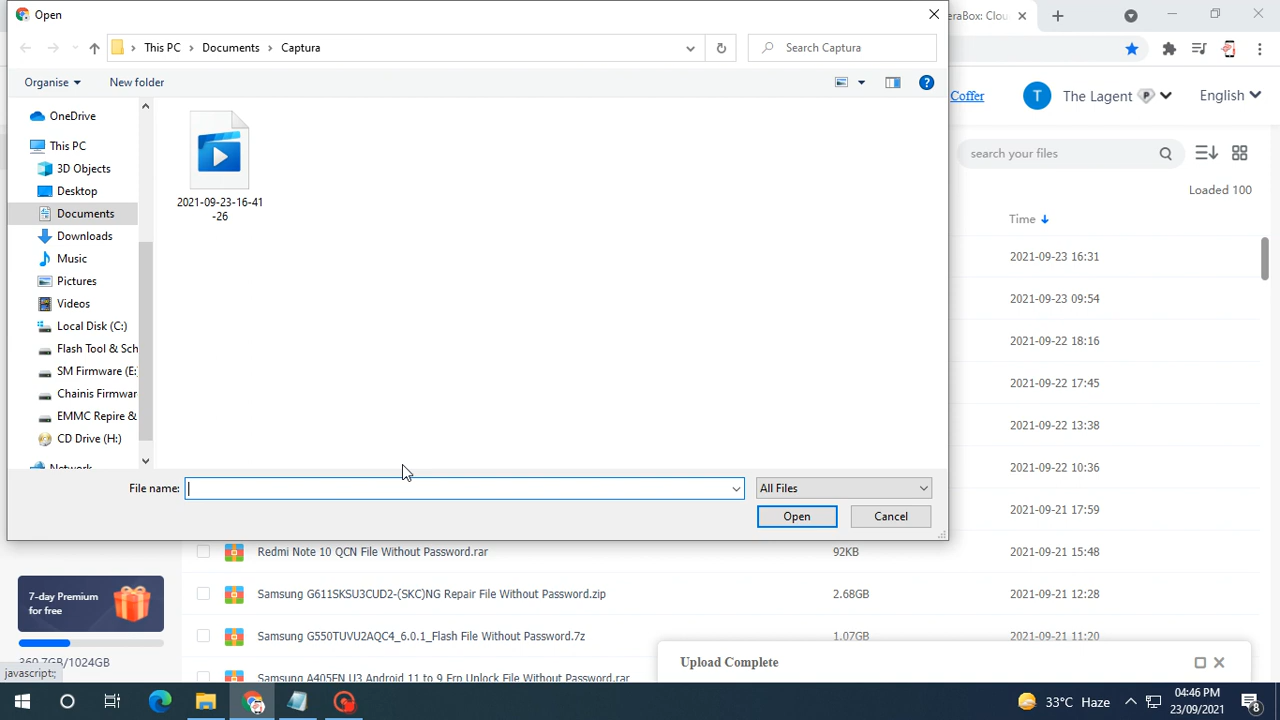 Open
eraBox: Clou
This PC > Documents > Captura
Search Captura
Organise
New folder
Coffer
T
The Lagent
English
OneDrive
This PC
3D Objects
Desktop
Documents
Downloads
Music
Pictures
Videos
Local Disk (C:)
Flash Tool & Sch
SM Firmware (E:
Chainis Firmwar
EMMC Repire &
CD Drive (H:)
Network
2021-09-23-16-41
-26
search your files
Loaded 100
Time
2021-09-23 16:31
2021-09-23 09:54
2021-09-22 18:16
2021-09-22 17:45
2021-09-22 13:38
2021-09-22 10:36
2021-09-21 17:59
File name:
All Files
Open
Cancel
Redmi Note 10 QCN File Without Password.rar
92KB
2021-09-21 15:48
7-day Premium
for free
Samsung G611SKSU3CUD2-(SKC)NG Repair File Without Password.zip
2.68GB
2021-09-21 12:28
Samsung G550TUVU2AQC4_6.0.1_Flash File Without Password.7z
1.07GB
2021-09-21 11:20
360.7GB/1024GB
Upload Complete
javascript:;
Samsung A405FN U3 Android 11 to 9 Frp Unlock File Without Password.rar
33°C Haze
04:46 PM
23/09/2021
8